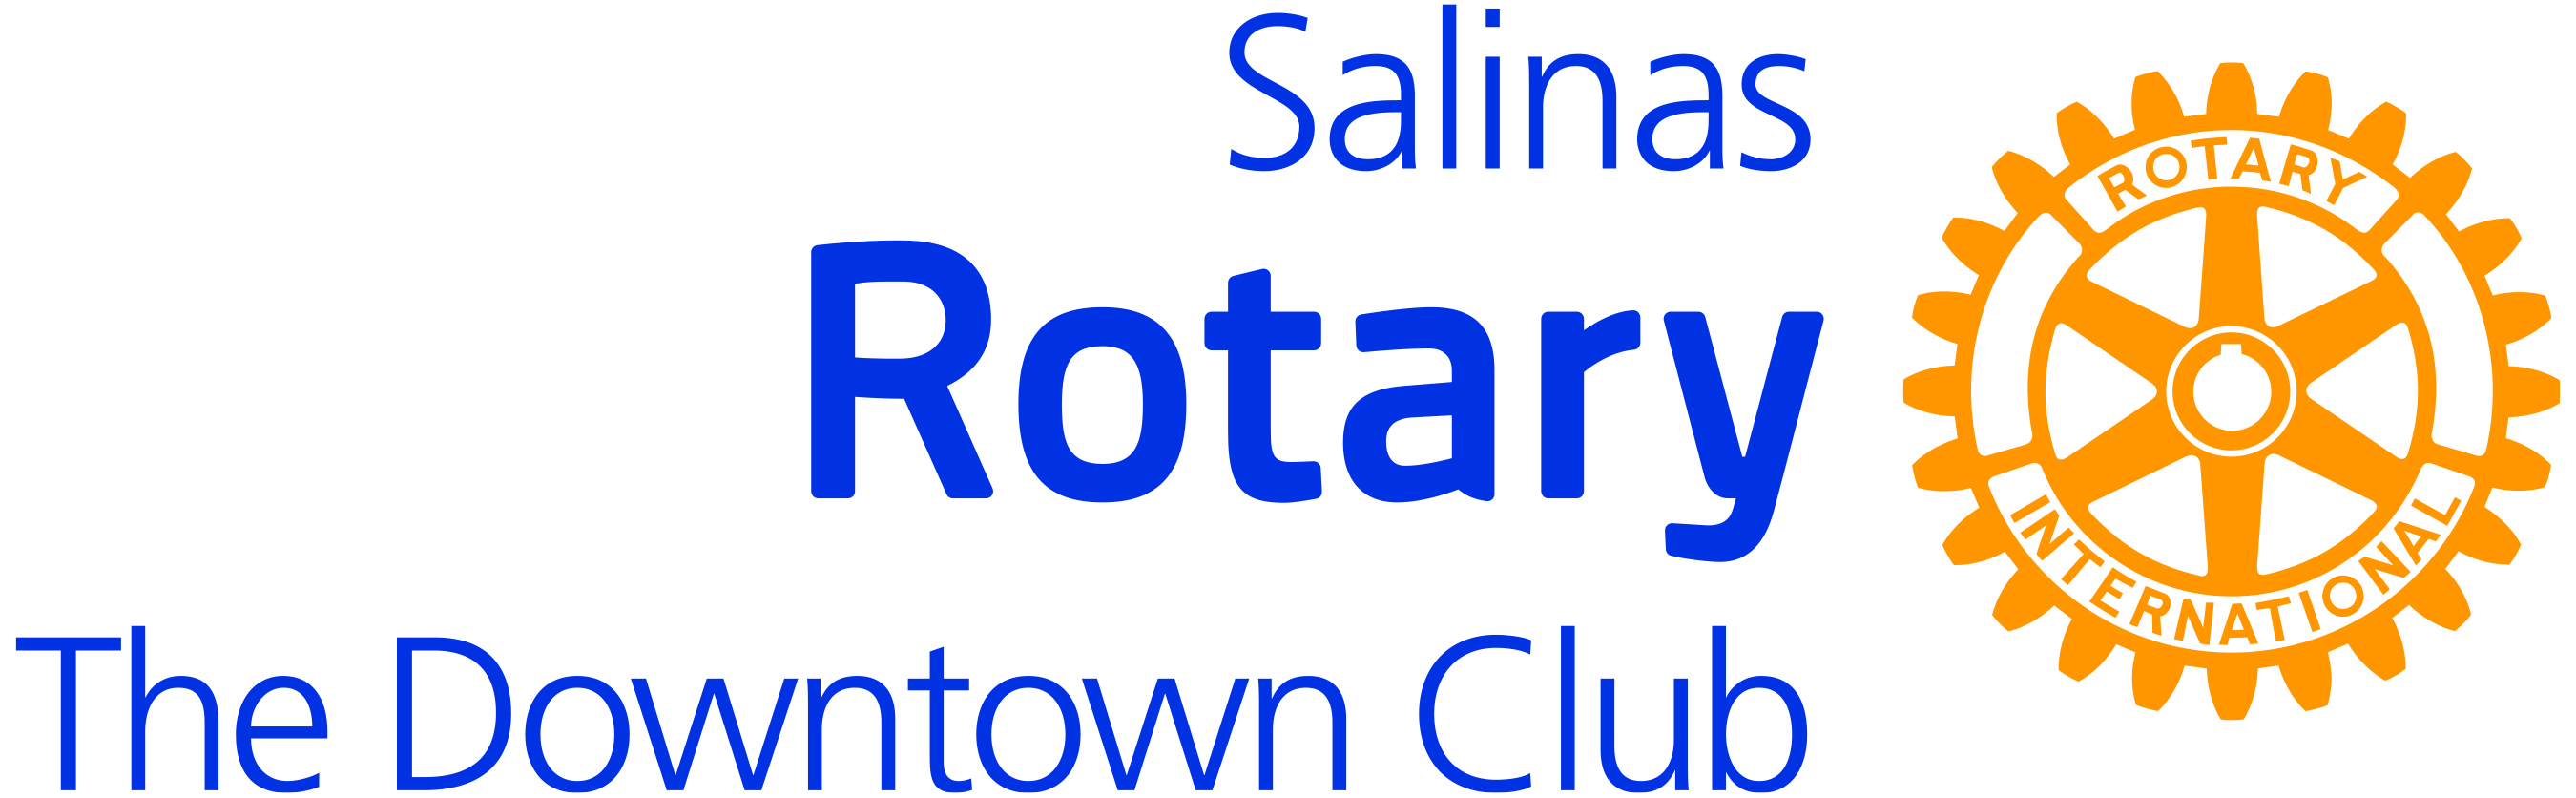 Salinas
Rotary
The Downtown Club
ROTARY
INTERNATIONAL